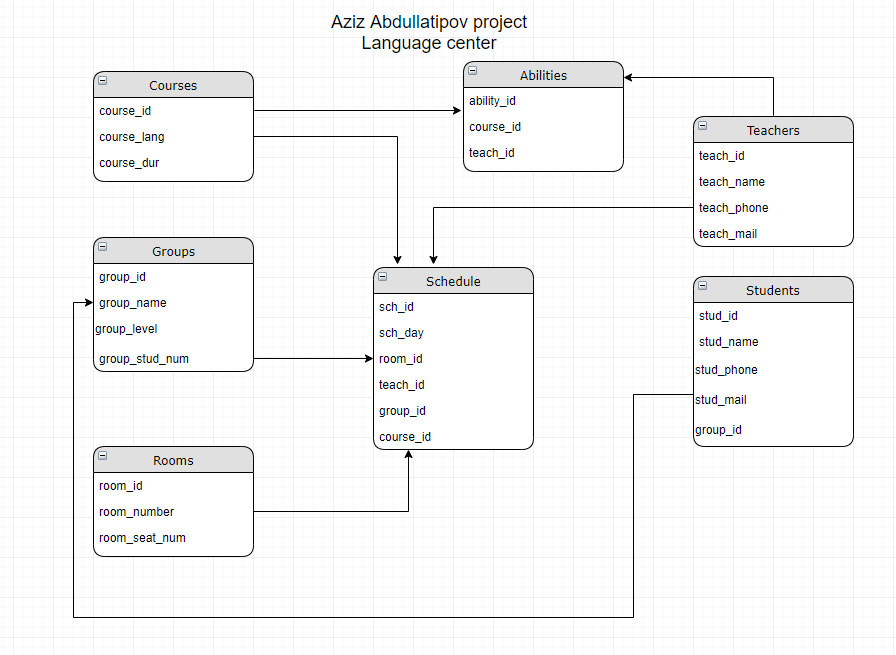 Aziz Abdullatipov project
Language center
Courses
course_id
course_lang
course_dur
Abilities
ability_id
course_id
teach_id
Teachers
teach_id
teach_name
teach_phone
teach_mail
Groups
group_id
group_name
group_level
group_stud_num
Schedule
sch_id
sch_day
room_id
teach_id
group_id
course_id
Students
stud_id
stud_name
stud_phone
stud_mail
group_id
Rooms
room_id
room_number
room_seat_num